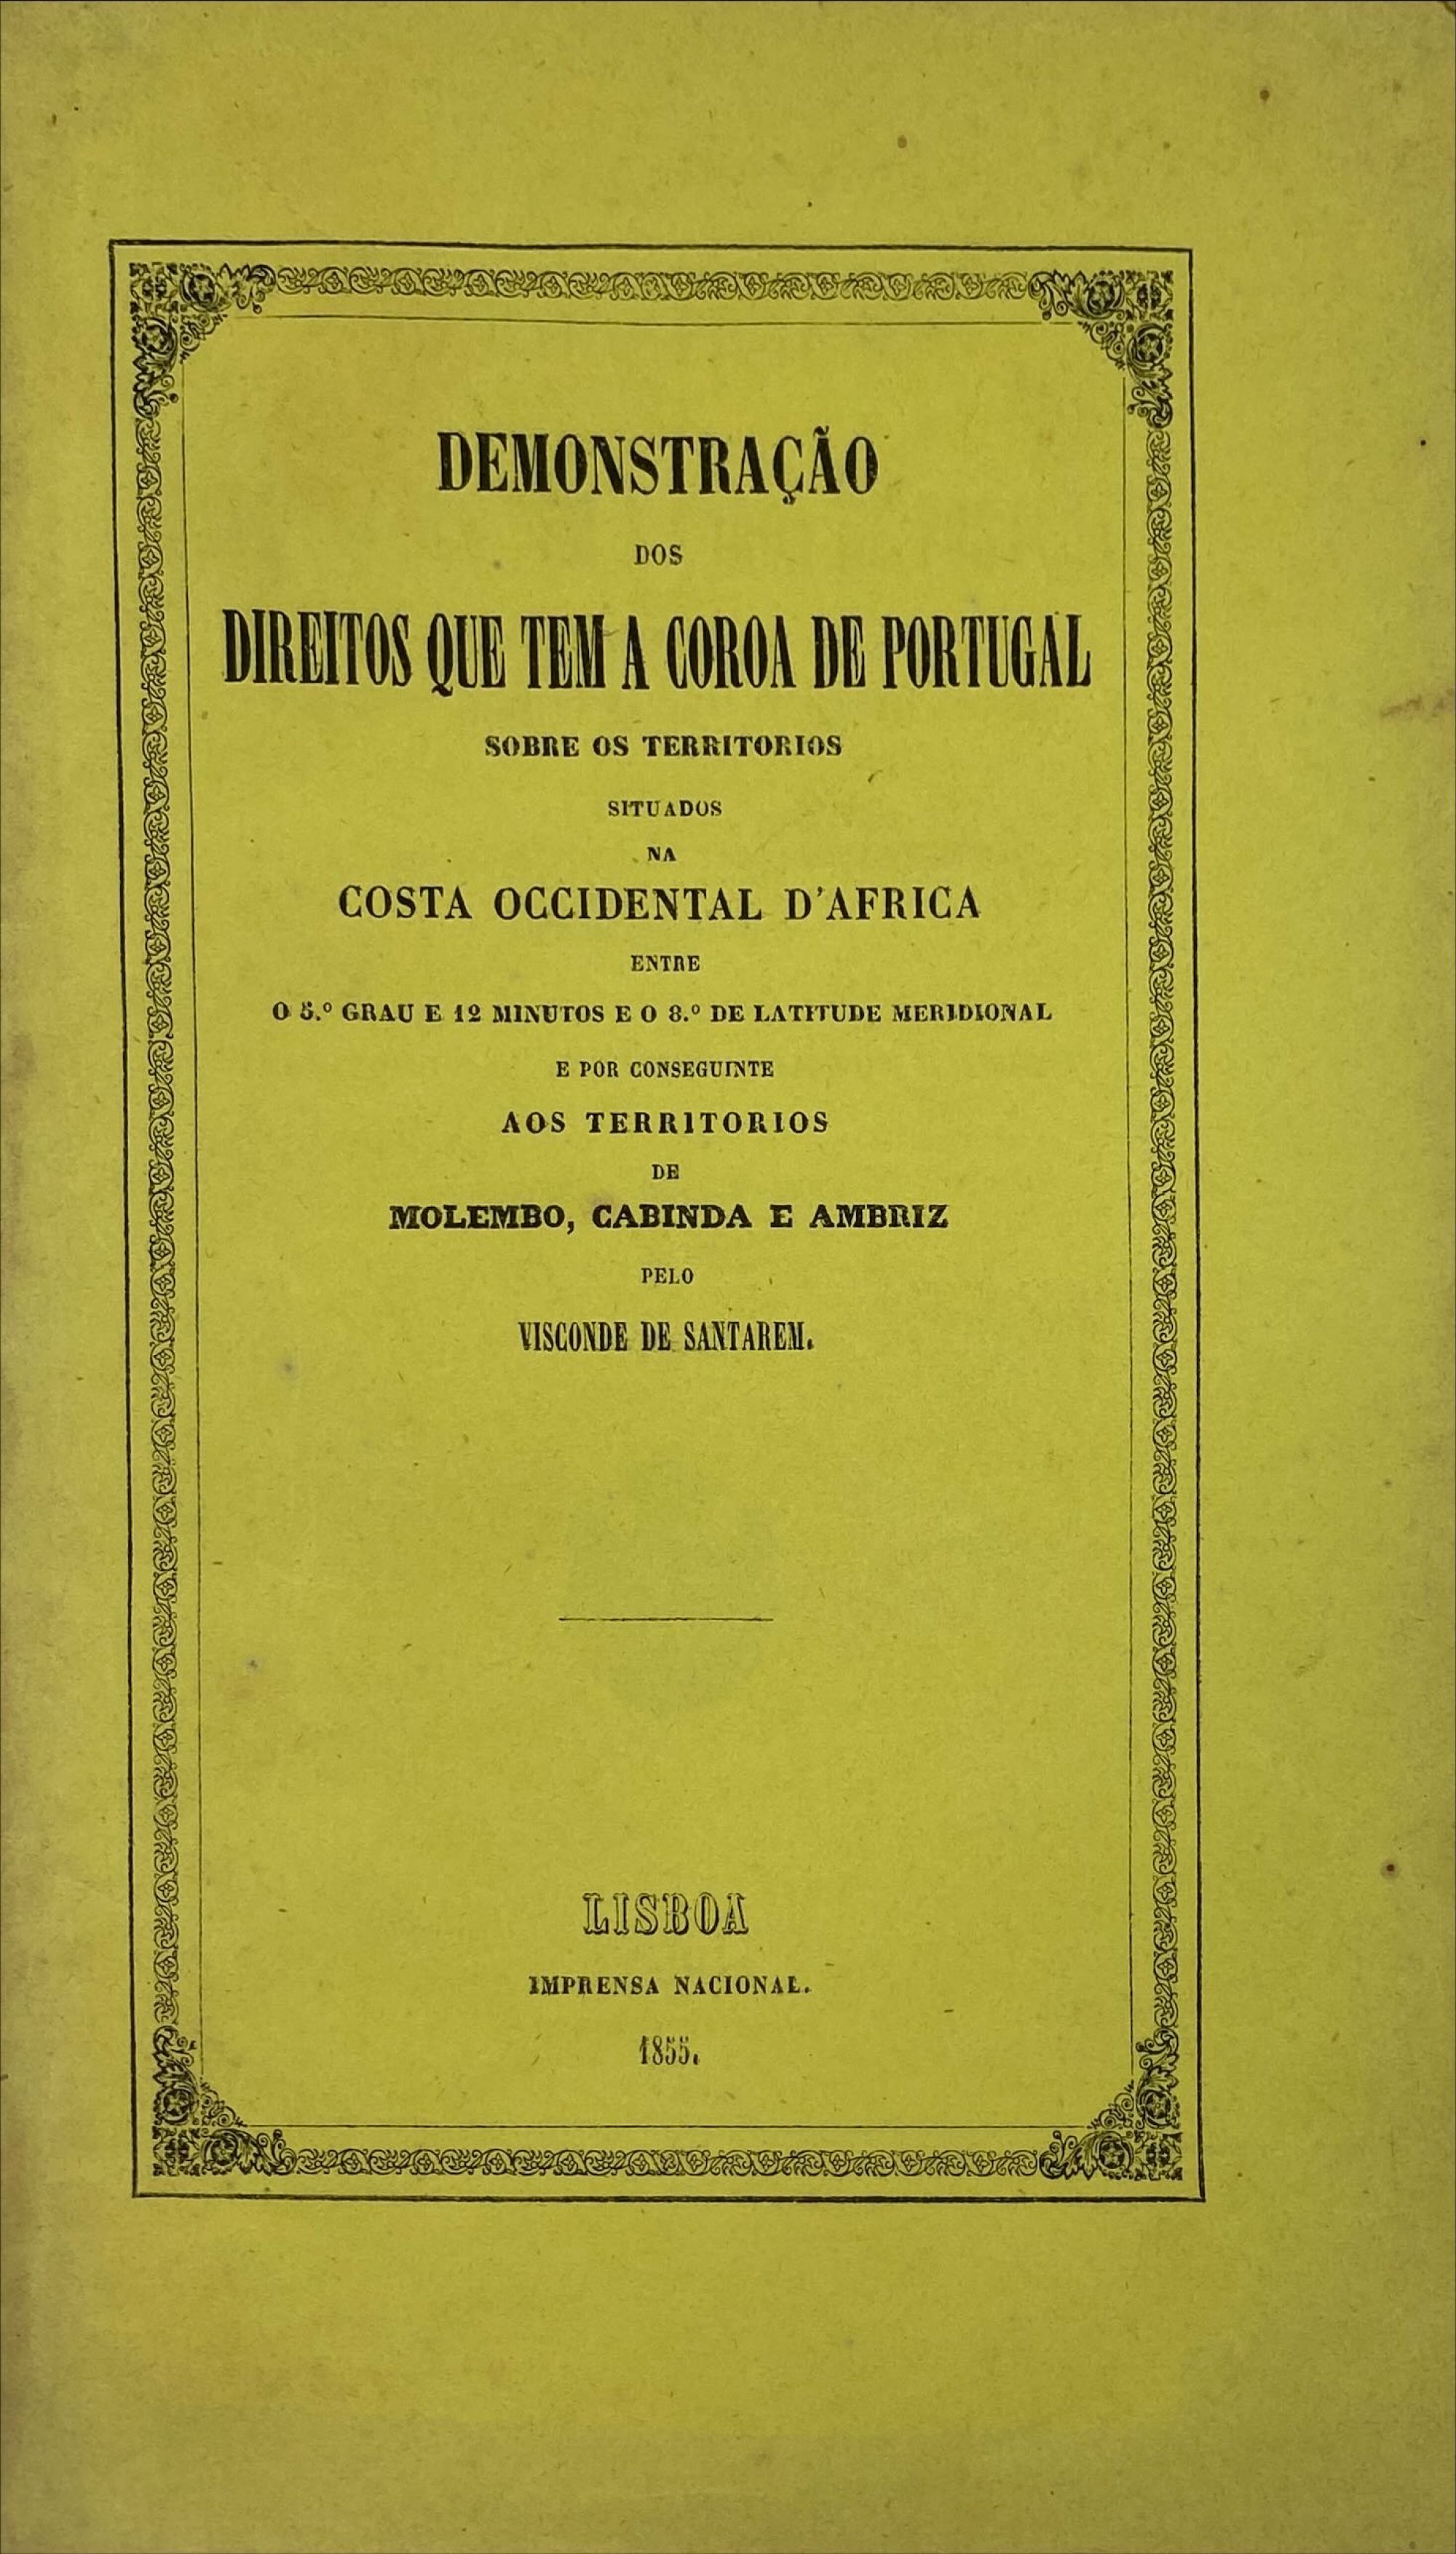 DEMONSTRAÇÃO
DOS
DIREITOS QUE TEM A COROA DE PORTUGAL
SOBRE OS TERRITORIOS
SITUADOS
NA
COSTA OCCIDENTAL D'AFRICA
ENTRE
O 5.º GRAU E 12 MINUTOS E O 8.º DE LATITUDE MERIDIONAL
E POR CONSEGUINTE
AOS TERRITORIOS
DE
MOLEMBO, CABINDA E AMBRIZ
PELO
VISCONDE DE SANTAREM.
LISBOA
IMPRENSA NACIONAL.
1855.